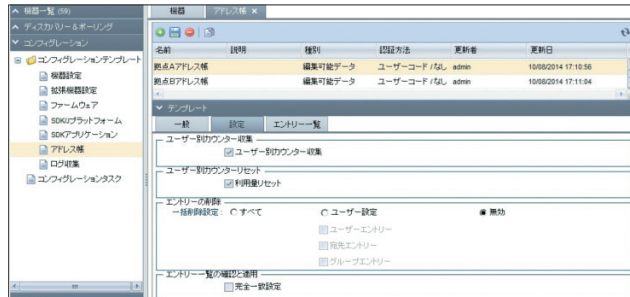 機器一覧 (59)
ディスカバリー&ポーリング
コンフィグレーション
コンフィグレーションテンプレート
機器設定
拡張機器設定
ファームウェア
SDK/Jプラットフォーム
SDKアプリケーション
アドレス帳
ログ収集
コンフィグレーションタスク
機器 アドレス帳 ×
名前 説明 種別 認証方法 更新者 更新日
拠点Aアドレス帳 編集可能データ ユーザーコード / なし admin 10/08/2014 17:10:56
拠点Bアドレス帳 編集可能データ ユーザーコード / なし admin 10/08/2014 17:11:04
テンプレート
一般 設定 エントリー一覧
ユーザー別カウンター収集
ユーザー別カウンター収集
ユーザー別カウンターリセット
利用量リセット
エントリーの削除
一括削除設定: すべて ユーザー設定 無効
ユーザーエントリー
宛先エントリー
グループエントリー
エントリー一覧の確認と適用
完全一致設定